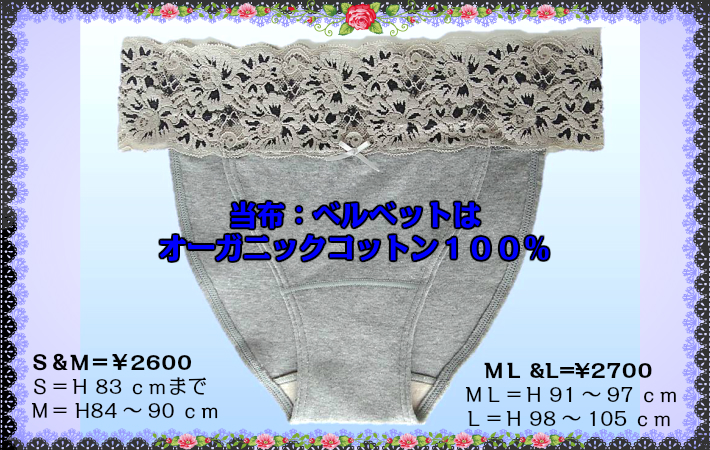 当布：ベルベットは
オーガニックコットン１００％
Ｓ&Ｍ＝￥2600
Ｓ＝Ｈ 83 ｃｍまで
Ｍ＝ H84 ～ 90 ｃｍ
ＭＬ &L=¥2700
ＭＬ＝Ｈ 91 ～ 97 ｃｍ
Ｌ＝Ｈ 98 ～ 105 ｃｍ